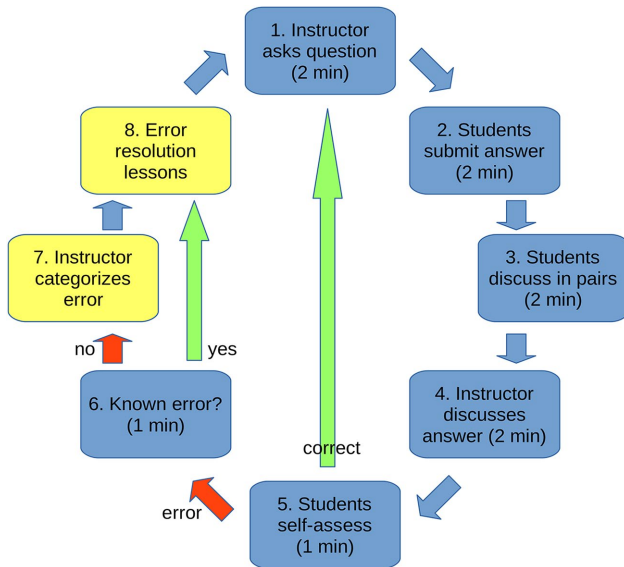 1. Instructor
asks question
(2 min)
2. Students
submit answer
(2 min)
3. Students
discuss in pairs
(2 min)
4. Instructor
discusses
answer (2 min)
correct
5. Students
self-assess
(1 min)
error
6. Known error?
(1 min)
no
yes
7. Instructor
categorizes
error
8. Error
resolution
lessons